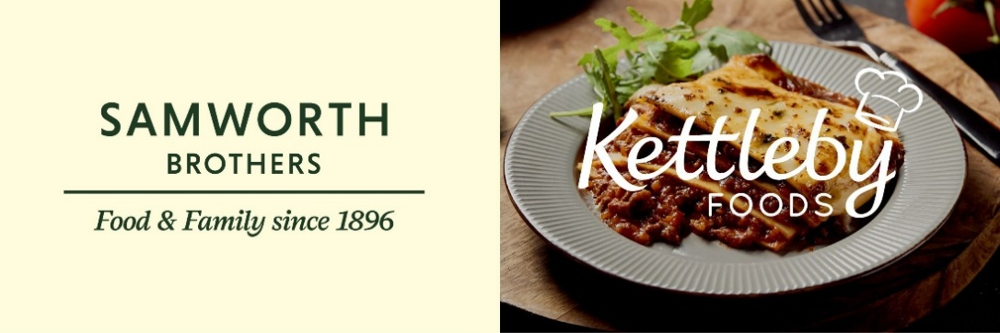 SAMWORTH
BROTHERS
Food & Family since 1896
Kettleby
FOODS